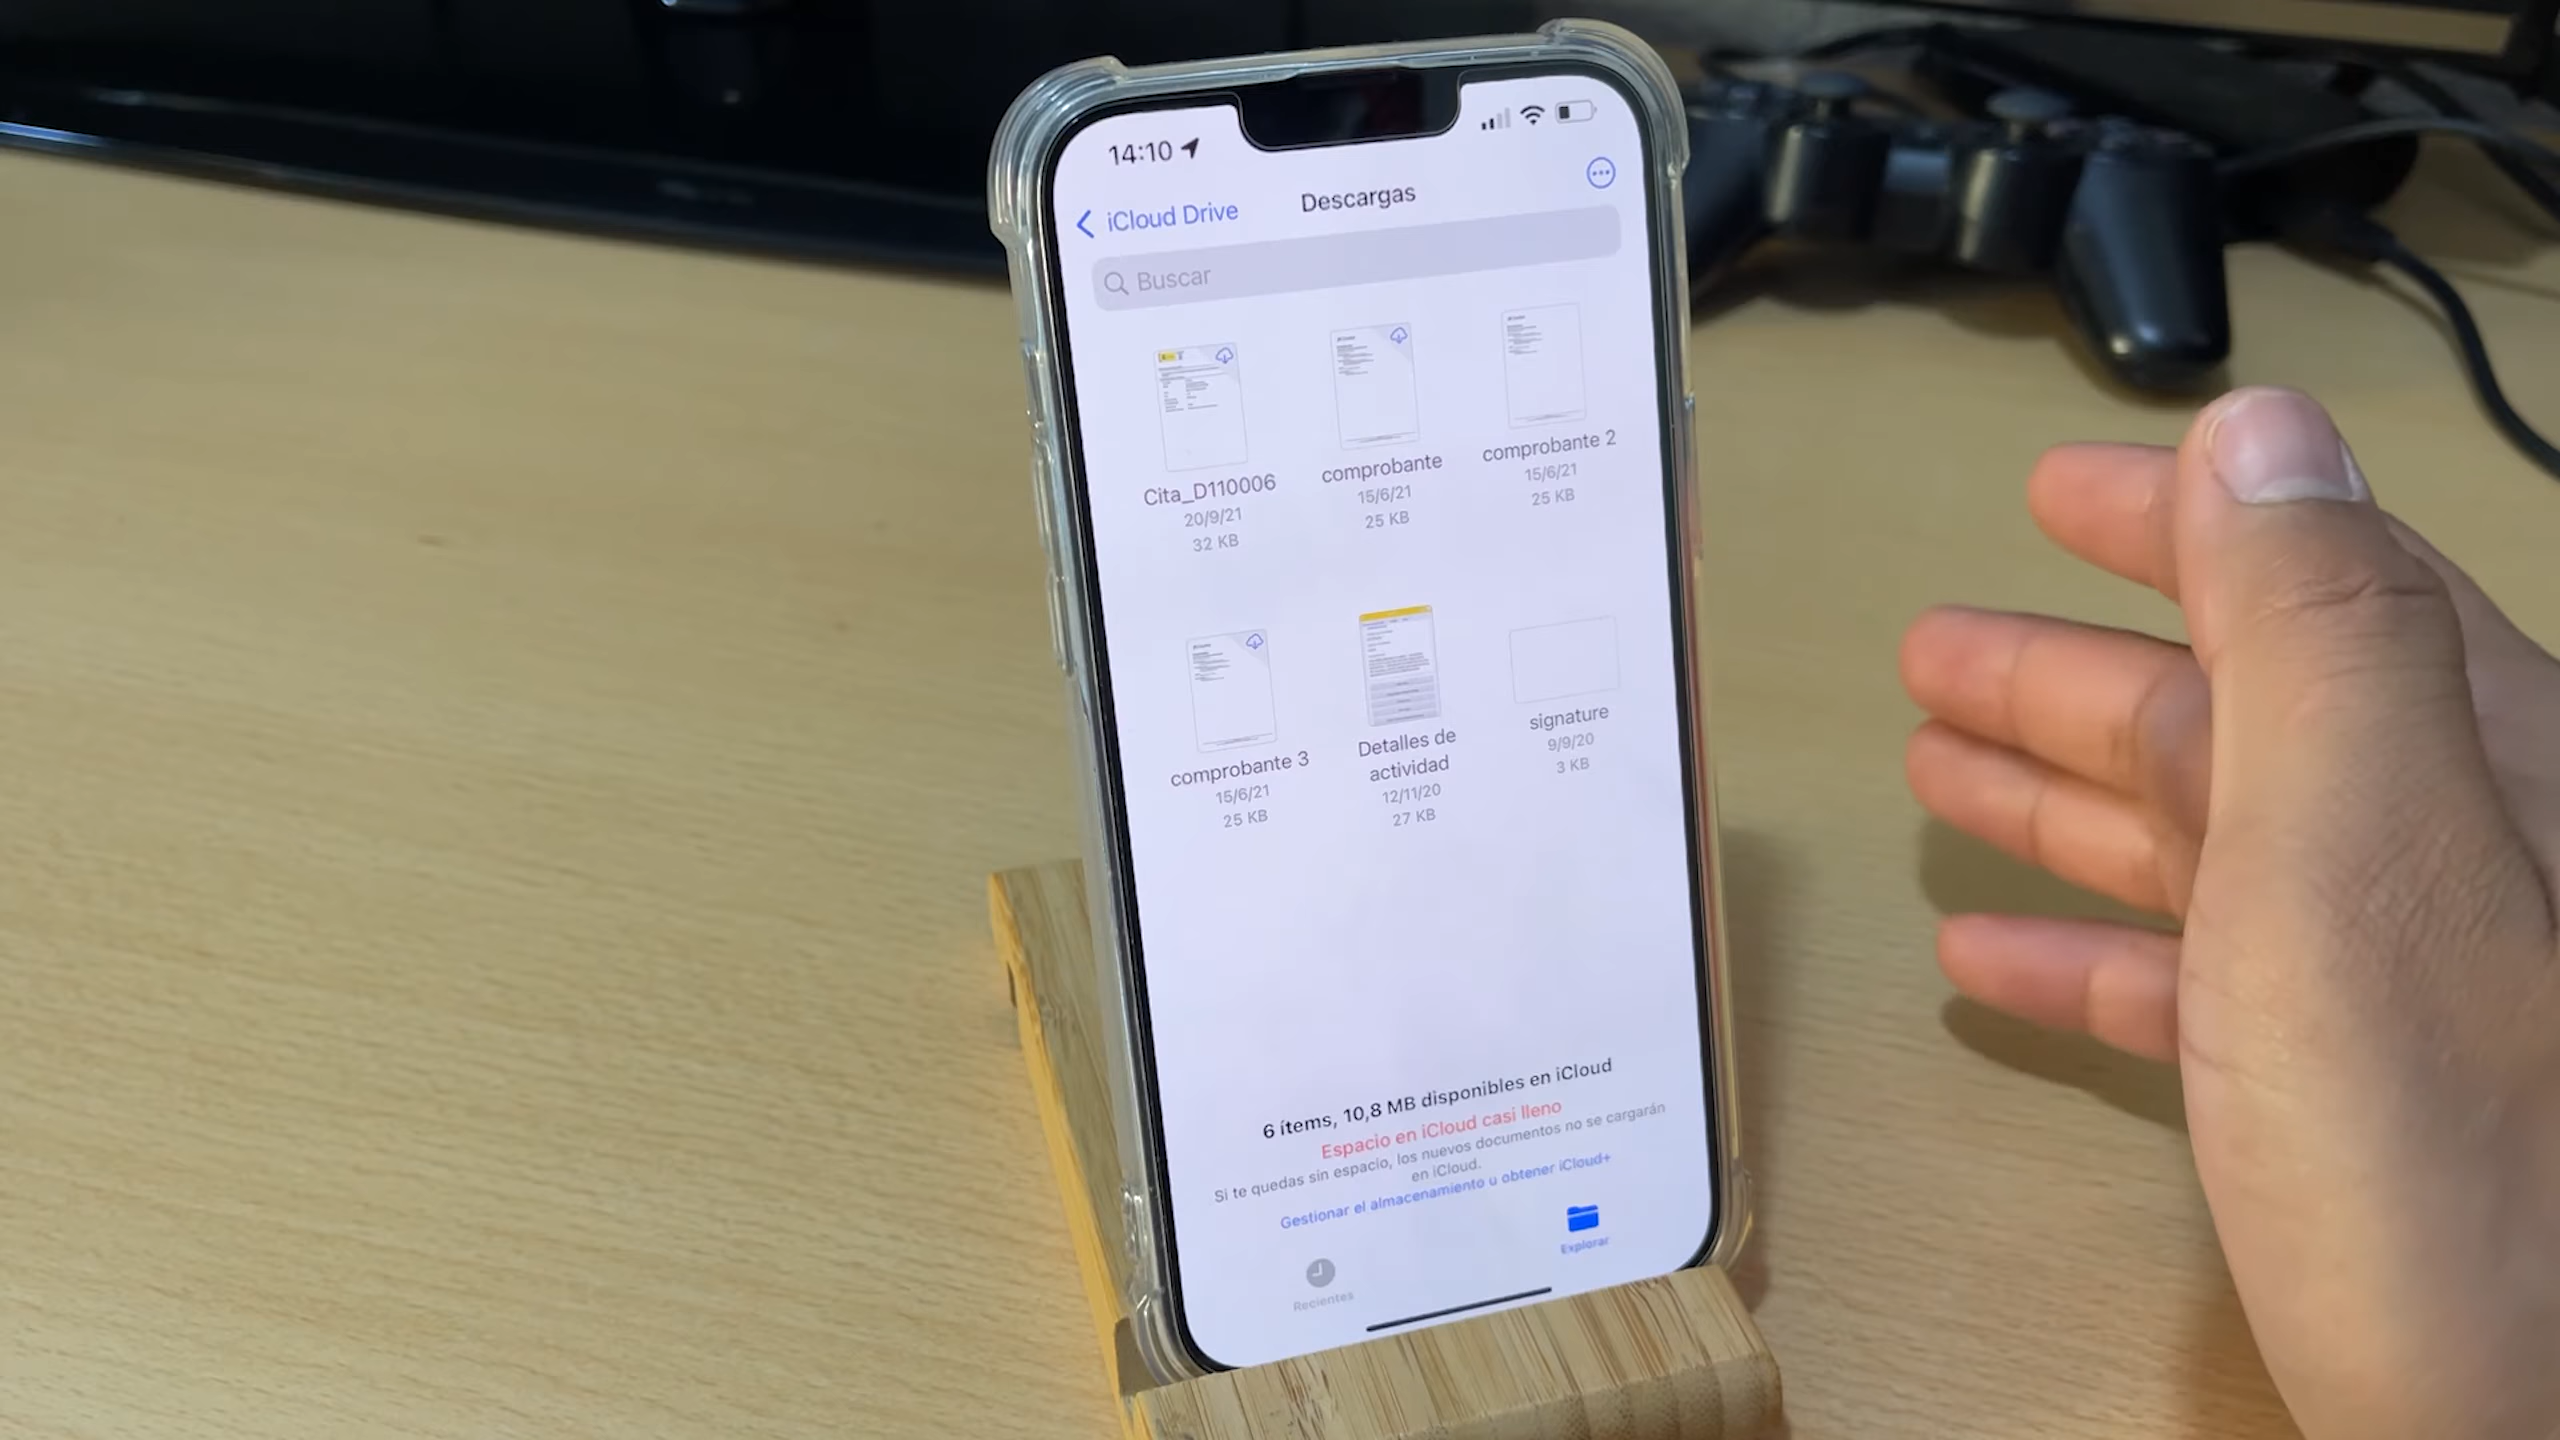 14:10
iCloud Drive
Descargas
Buscar
Cita_D110006
20/9/21
32 KB
comprobante
15/6/21
25 KB
comprobante 2
15/6/21
25 KB
comprobante 3
15/6/21
25 KB
Detalles de
actividad
12/11/20
27 KB
signature
9/9/20
3 KB
6 ítems, 10,8 MB disponibles en iCloud
Espacio en iCloud casi lleno
Si te quedas sin espacio, los nuevos documentos no se cargarán
en iCloud.
Gestionar el almacenamiento u obtener iCloud+
Recientes
Explorar